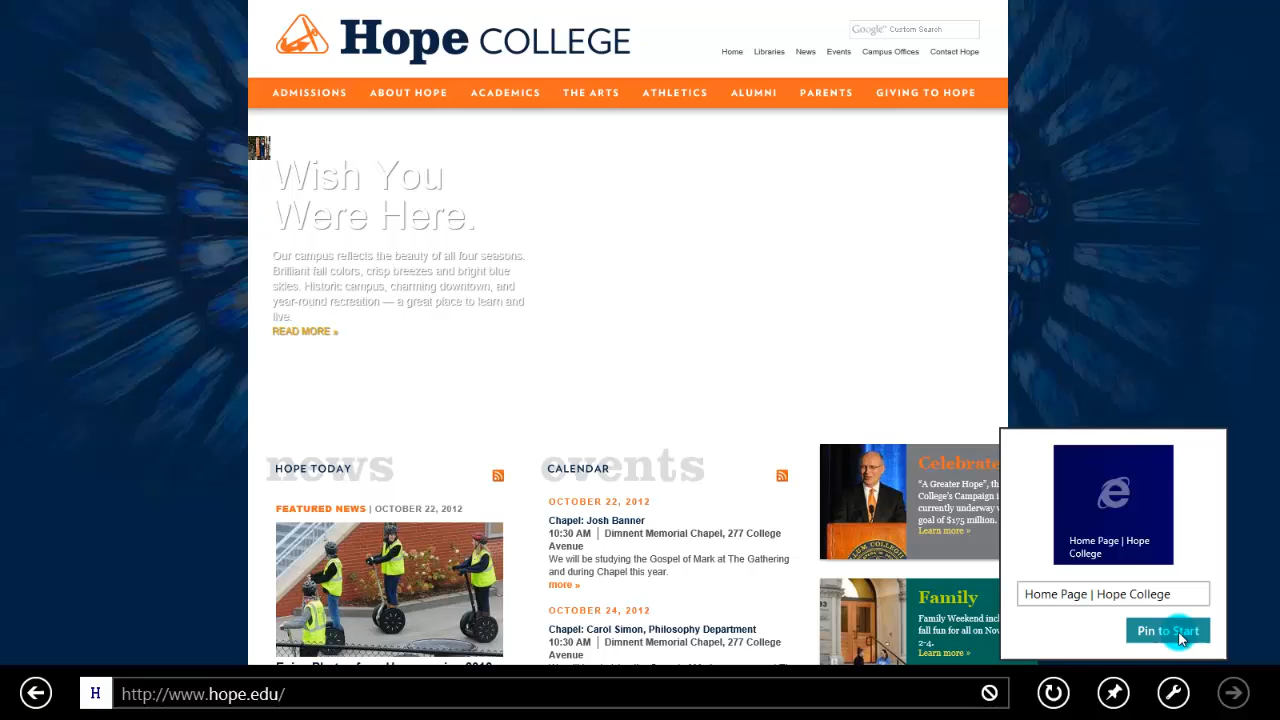 Hope COLLEGE
Google™ Custom Search
Home Libraries News Events Campus Offices Contact Hope
ADMISSIONS ABOUT HOPE ACADEMICS THE ARTS ATHLETICS ALUMNI PARENTS GIVING TO HOPE
Wish You
Were Here.
Our campus reflects the beauty of all four seasons.
Brilliant fall colors, crisp breezes and bright blue
skies. Historic campus, charming downtown, and
year-round recreation — a great place to learn and
live.
READ MORE »
news
HOPE TODAY
FEATURED NEWS | OCTOBER 22, 2012
events
CALENDAR
OCTOBER 22, 2012
Chapel: Josh Banner
10:30 AM | Dimnent Memorial Chapel, 277 College
Avenue
We will be studying the Gospel of Mark at The Gathering
and during Chapel this year.
more »
OCTOBER 24, 2012
Chapel: Carol Simon, Philosophy Department
10:30 AM | Dimnent Memorial Chapel, 277 College
Avenue
Celebrate
“A Greater Hope”, th
College's Campaign i
currently underway
goal of $175 million.
Learn more »
Family
Family Weekend inc
fall fun for all on Nov
2-4.
Learn more »
Home Page | Hope
College
Home Page | Hope College
Pin to Start
H
http://www.hope.edu/